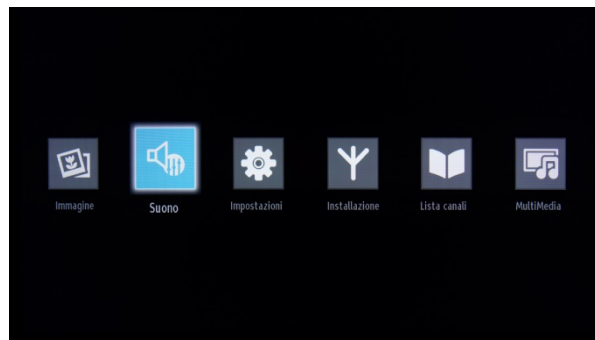 Immagine
Suono
Impostazioni
Installazione
Lista canali
MultiMedia